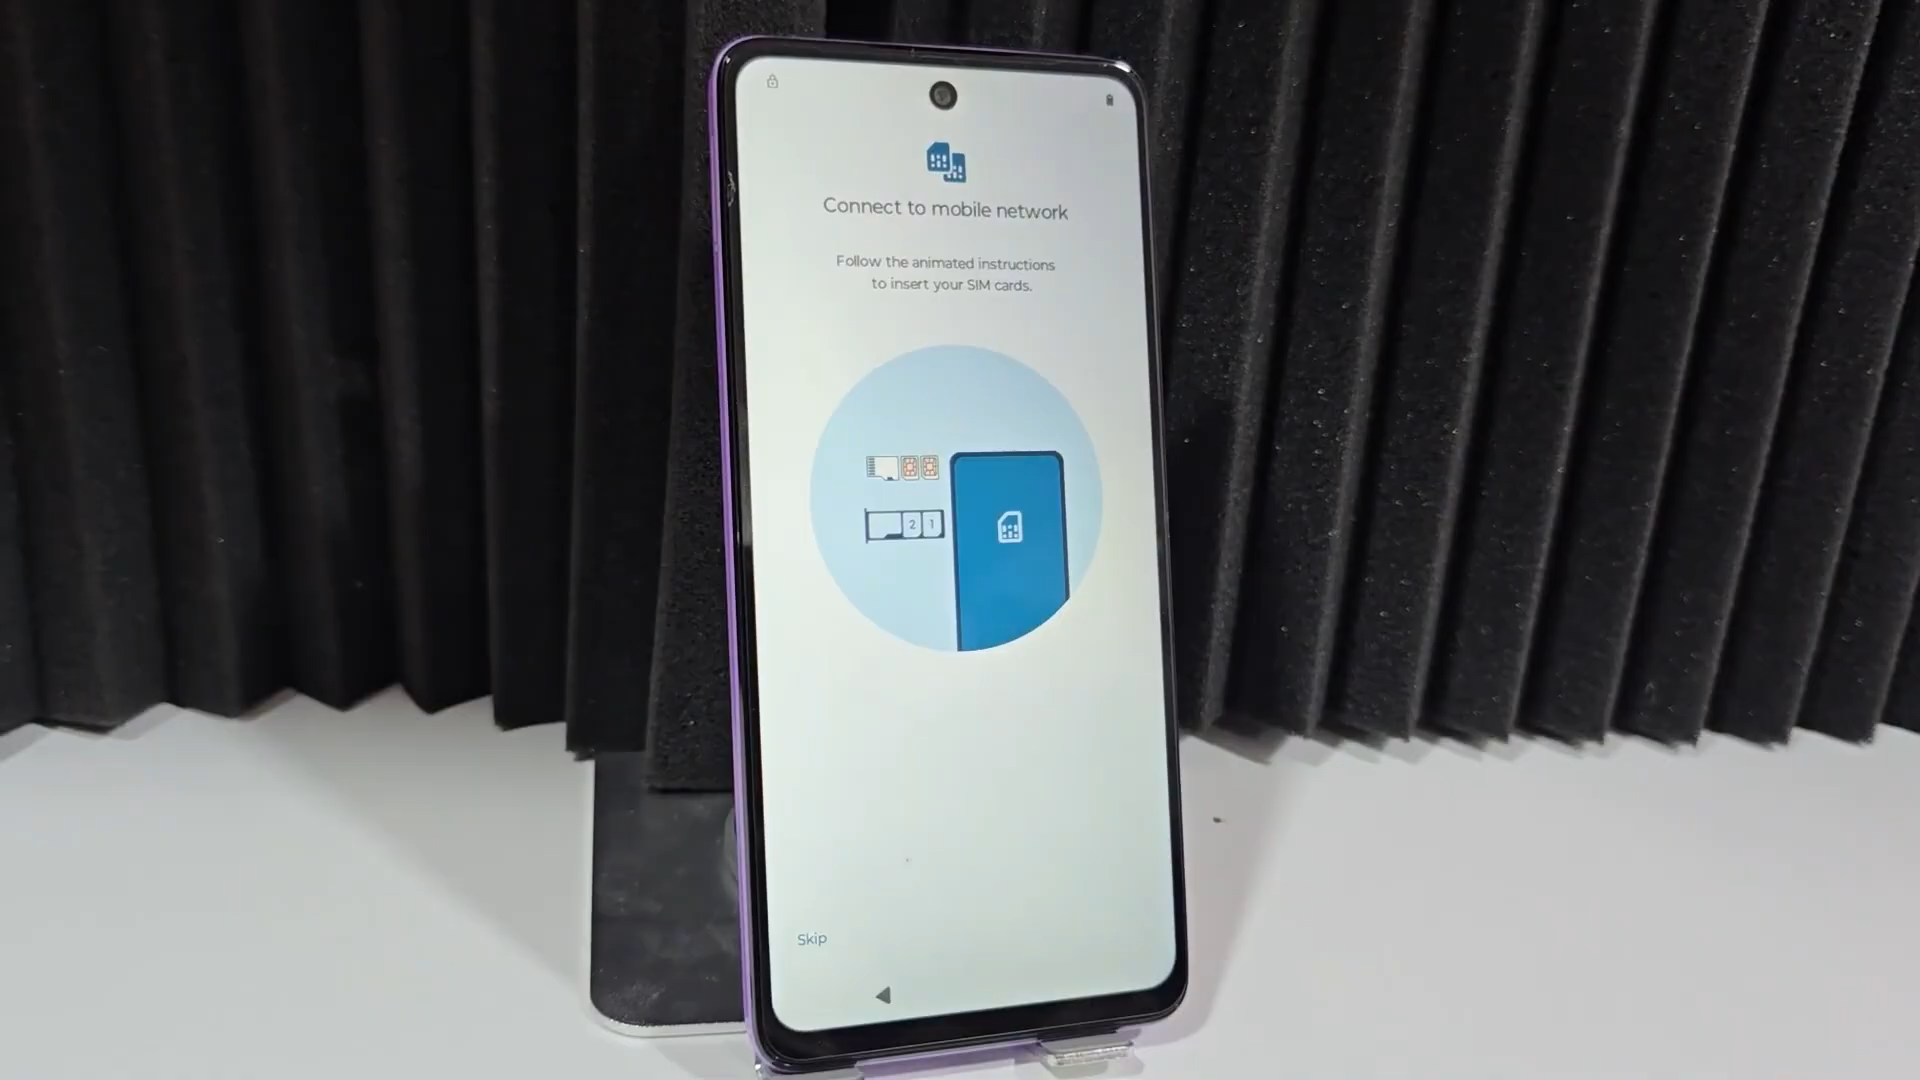 Connect to mobile network
Follow the animated instructions
to insert your SIM cards.
2 1
Skip